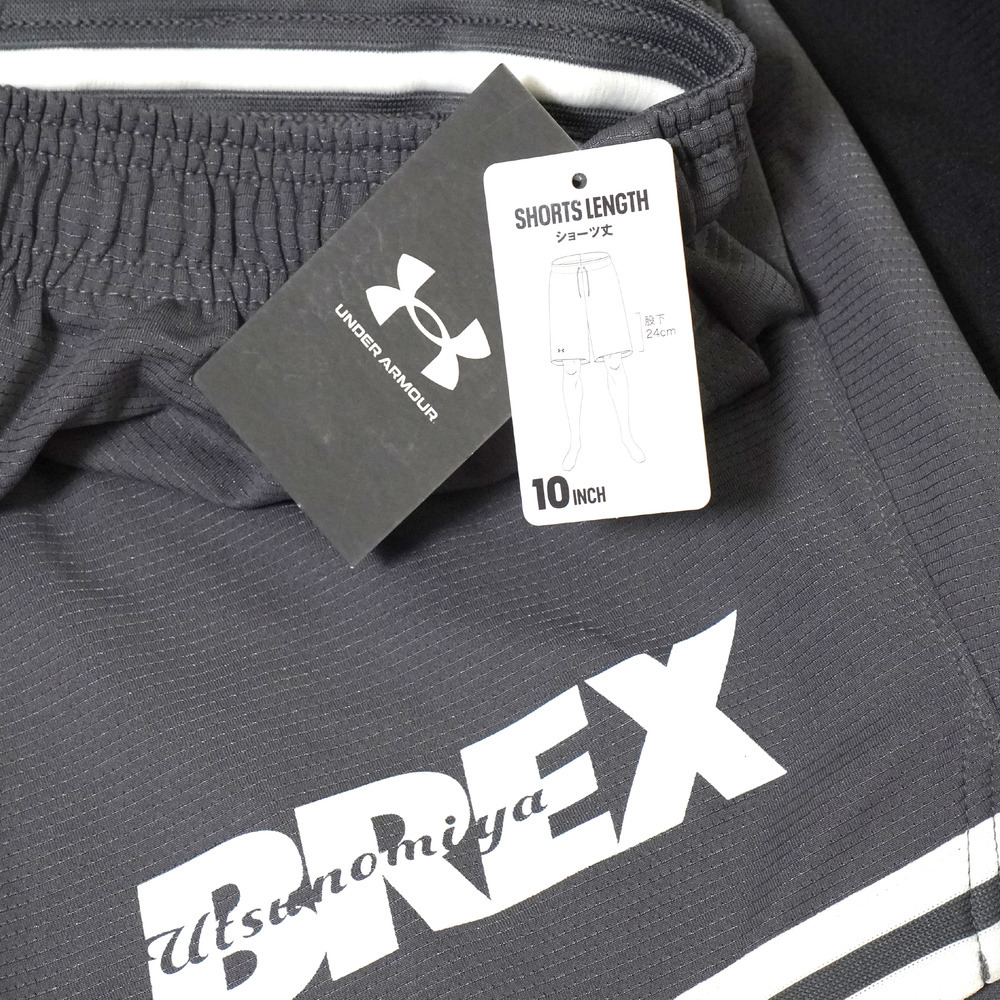 UNDER ARMOUR
SHORTS LENGTH
ショーツ丈
股下
24cm
10 INCH
BREX
Utsunomiya